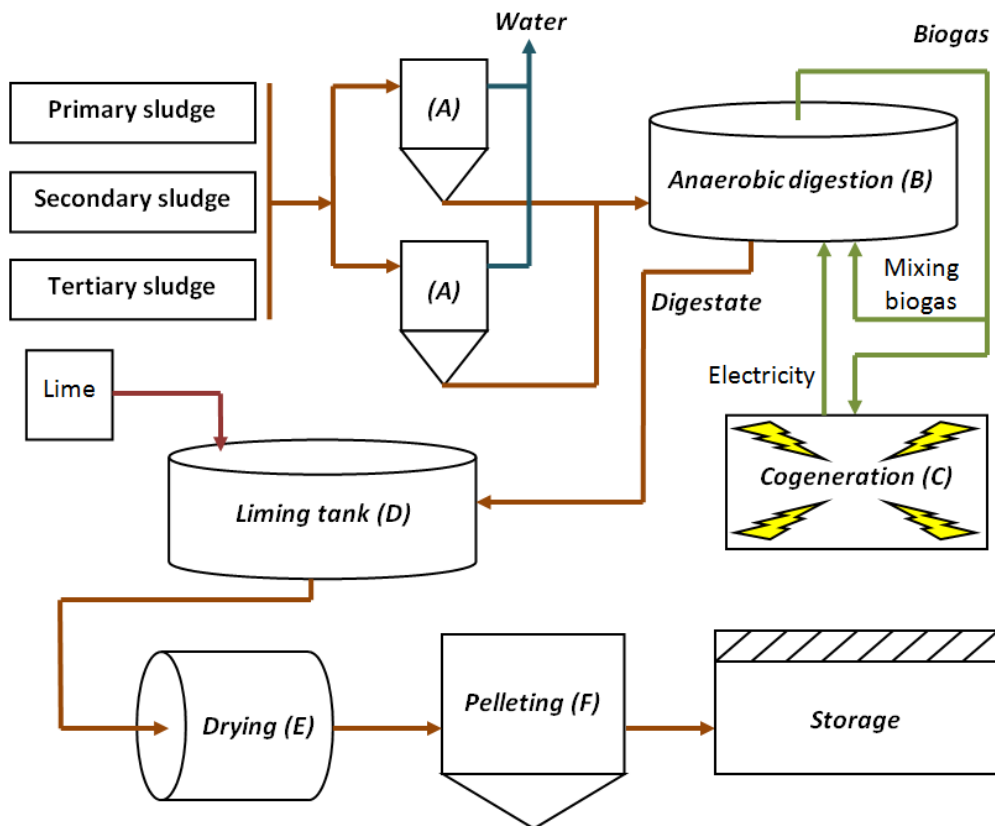 Water
Biogas
Primary sludge
(A)
Secondary sludge
Anaerobic digestion (B)
Tertiary sludge
(A)
Mixing
biogas
Digestate
Lime
Electricity
Cogeneration (C)
Liming tank (D)
Drying (E)
Pelleting (F)
Storage